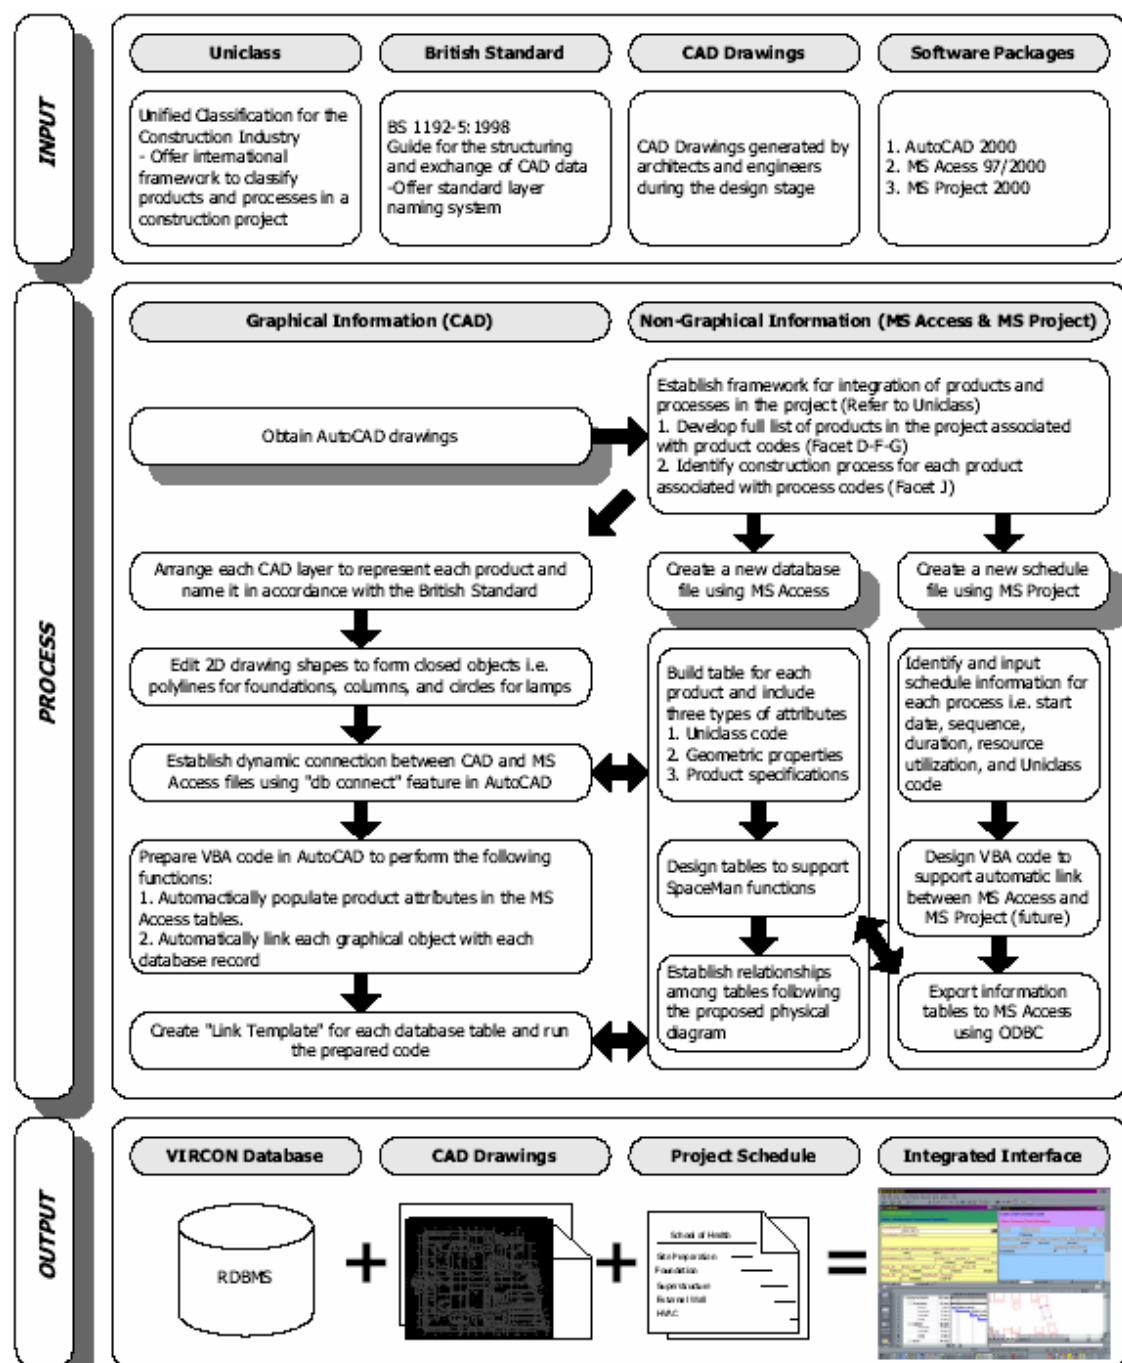 INPUT
Uniclass
Unified Classification for the
Construction Industry
- Offer international
framework to classify
products and processes in a
construction project
British Standard
BS 1192-5:1998
Guide for the structuring
and exchange of CAD data
-Offer standard layer
naming system
CAD Drawings
CAD Drawings generated by
architects and engineers
during the design stage
Software Packages
1. AutoCAD 2000
2. MS Acess 97/2000
3. MS Project 2000
PROCESS
Graphical Information (CAD)
Non-Graphical Information (MS Access & MS Project)
Obtain AutoCAD drawings
Establish framework for integration of products and
processes in the project (Refer to Uniclass)
1. Develop full list of products in the project associated
with product codes (Facet D-F-G)
2. Identify construction process for each product
associated with process codes (Facet J)
Arrange each CAD layer to represent each product and
name it in accordance with the British Standard
Edit 2D drawing shapes to form closed objects i.e.
polylines for foundations, columns, and circles for lamps
Establish dynamic connection between CAD and MS
Access files using "db connect" feature in AutoCAD
Prepare VBA code in AutoCAD to perform the following
functions:
1. Automactically populate product attributes in the MS
Access tables.
2. Automatically link each graphical object with each
database record
Create "Link Template" for each database table and run
the prepared code
Create a new database
file using MS Access
Build table for each
product and include
three types of attributes
1. Uniclass code
2. Geometric properties
3. Product specifications
Design tables to support
SpaceMan functions
Establish relationships
among tables following
the proposed physical
diagram
Create a new schedule
file using MS Project
Identify and input
schedule information for
each process i.e. start
date, sequence,
duration, resource
utilization, and Uniclass
code
Design VBA code to
support automatic link
between MS Access and
MS Project (future)
Export information
tables to MS Access
using ODBC
OUTPUT
VIRCON Database
RDBMS
+
CAD Drawings
+
Project Schedule
School of Health
Site Preparation
Foundation
Superstructure
External Wall
HVAC
=
Integrated Interface